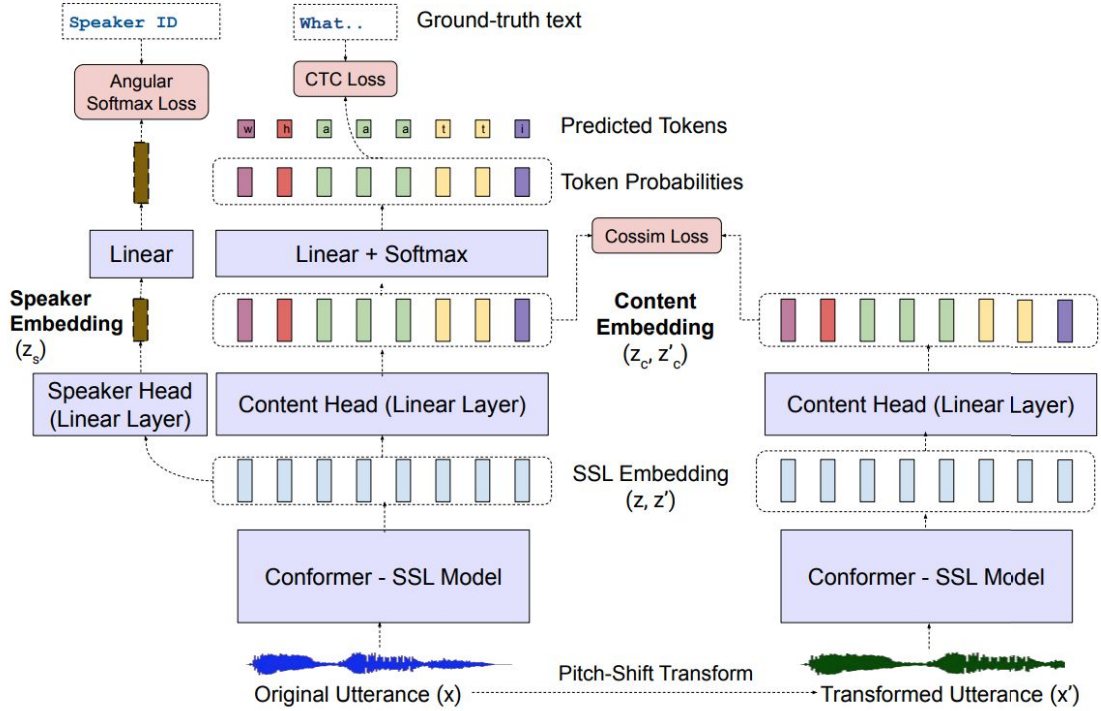 Speaker ID
What..
Ground-truth text
Angular
Softmax Loss
CTC Loss
w h a a a t t i
Predicted Tokens
Token Probabilities
Linear
Linear + Softmax
Cossim Loss
Speaker
Embedding
(z_s)
Content
Embedding
(z_c, z'_c)
Speaker Head
(Linear Layer)
Content Head (Linear Layer)
Content Head (Linear Layer)
SSL Embedding
(z, z')
Conformer - SSL Model
Conformer - SSL Model
Pitch-Shift Transform
Original Utterance (x)
Transformed Utterance (x')